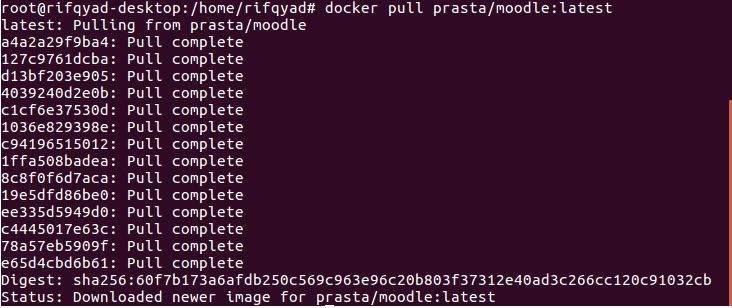 root@rifqyad-desktop:/home/rifqyad# docker pull prasta/moodle:latest
latest: Pulling from prasta/moodle
a4a2a29f9ba4: Pull complete
127c9761dcba: Pull complete
d13bf203e905: Pull complete
4039240d2e0b: Pull complete
c1cf6e37530d: Pull complete
1036e829398e: Pull complete
c94196515012: Pull complete
1ffa508badea: Pull complete
8c8f0f6d7aca: Pull complete
19e5dfd86be0: Pull complete
ee335d5949d0: Pull complete
c4445017e63c: Pull complete
78a57eb5909f: Pull complete
e65d4cbd6b61: Pull complete
Digest: sha256:60f7b173a6afdb250c569c963e96c20b803f37312e40ad3c266cc120c91032cb
Status: Downloaded newer image for prasta/moodle:latest